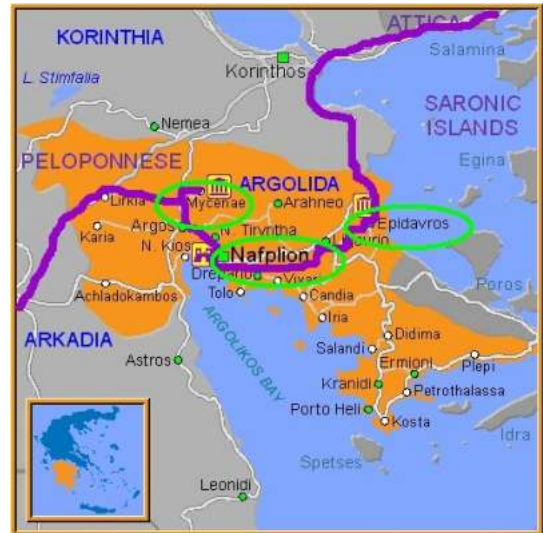 ATTICA
KORINTHIA
Salamina
Korinthos
L. Stimfalia
SARONIC
ISLANDS
Nemea
PELOPONNESE
Egina
ARGOLIDA
Lirkia
Mycenae
Arahneo
Epidavros
Argos
N. Tirvntha
Karia
N. Kios
Nafplion
Drepano
Vixar
Poros
Achladokambos
Tolo
Candia
Iria
ARKADIA
ARGOLIKOS BAY
Didima
Salandi
Astros
Ermioni
Plepi
Kranidi
Petrothalassa
Porto Heli
Kosta
Idra
Spetses
Leonidi